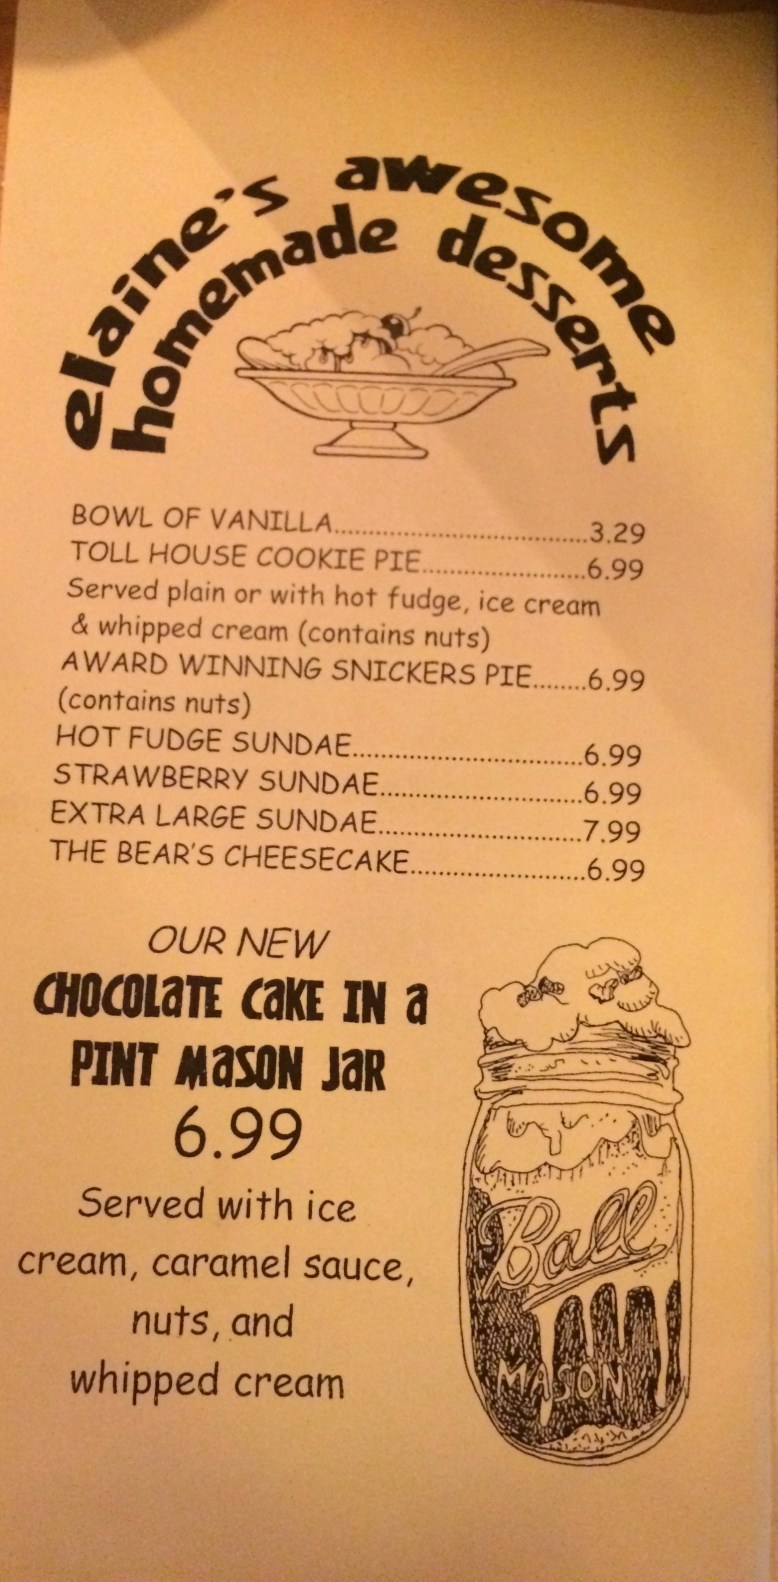 elaine's awesome
homemade desserts
BOWL OF VANILLA..................................3.29
TOLL HOUSE COOKIE PIE......................6.99
Served plain or with hot fudge, ice cream
& whipped cream (contains nuts)
AWARD WINNING SNICKERS PIE........6.99
(contains nuts)
HOT FUDGE SUNDAE...............................6.99
STRAWBERRY SUNDAE...........................6.99
EXTRA LARGE SUNDAE...........................7.99
THE BEAR'S CHEESECAKE.......................6.99
OUR NEW
CHOCOLaTE CaKE IN a
PINT MaSON JaR
6.99
Served with ice
cream, caramel sauce,
nuts, and
whipped cream
Ball
MASON